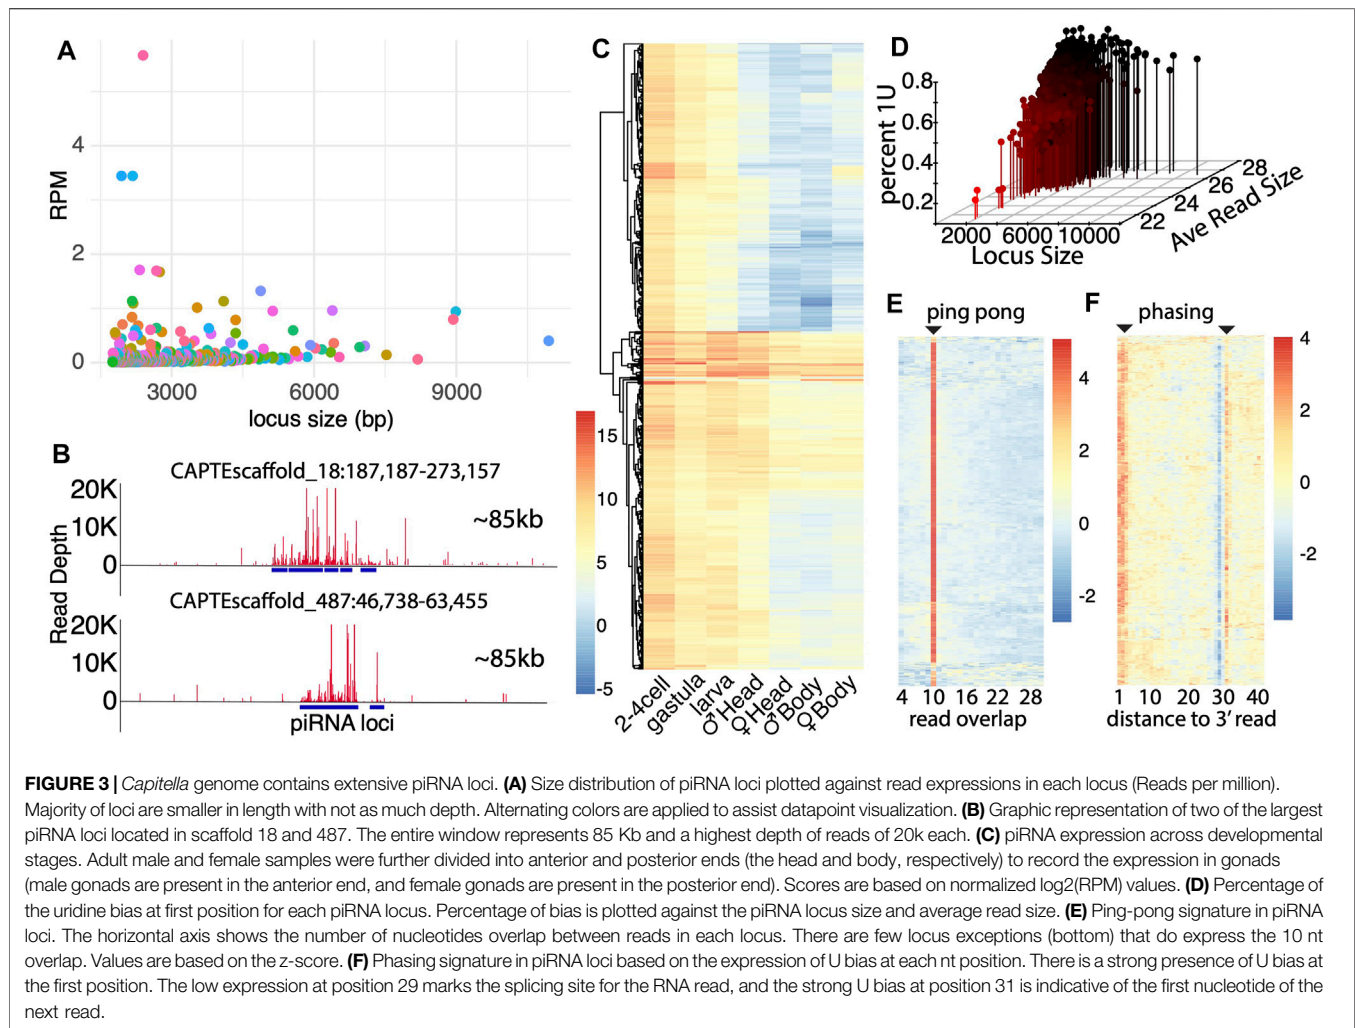 A
RPM
4
2
0
3000
6000
9000
locus size (bp)
B
CAPTEscaffold_18:187,187-273,157
Read Depth
20K
10K
0
~85kb
CAPTEscaffold_487:46,738-63,455
20K
10K
0
~85kb
piRNA loci
C
15
10
5
0
-5
2-4cell
gastula
larva
♂Head
♀Head
♂Body
♀Body
D
percent 1U
0.8
0.6
0.4
0.2
2000
6000
10000
Locus Size
22
24
26
28
Ave Read Size
E
ping pong
4
2
0
-2
4 10 16 22 28
read overlap
F
phasing
4
2
0
-2
1 10 20 30 40
distance to 3’ read
FIGURE 3 | Capitella genome contains extensive piRNA loci. (A) Size distribution of piRNA loci plotted against read expressions in each locus (Reads per million).
Majority of loci are smaller in length with not as much depth. Alternating colors are applied to assist datapoint visualization. (B) Graphic representation of two of the largest
piRNA loci located in scaffold 18 and 487. The entire window represents 85 Kb and a highest depth of reads of 20k each. (C) piRNA expression across developmental
stages. Adult male and female samples were further divided into anterior and posterior ends (the head and body, respectively) to record the expression in gonads
(male gonads are present in the anterior end, and female gonads are present in the posterior end). Scores are based on normalized log2(RPM) values. (D) Percentage of
the uridine bias at first position for each piRNA locus. Percentage of bias is plotted against the piRNA locus size and average read size. (E) Ping-pong signature in piRNA
loci. The horizontal axis shows the number of nucleotides overlap between reads in each locus. There are few locus exceptions (bottom) that do express the 10 nt
overlap. Values are based on the z-score. (F) Phasing signature in piRNA loci based on the expression of U bias at each nt position. There is a strong presence of U bias at
the first position. The low expression at position 29 marks the splicing site for the RNA read, and the strong U bias at position 31 is indicative of the first nucleotide of the
next read.